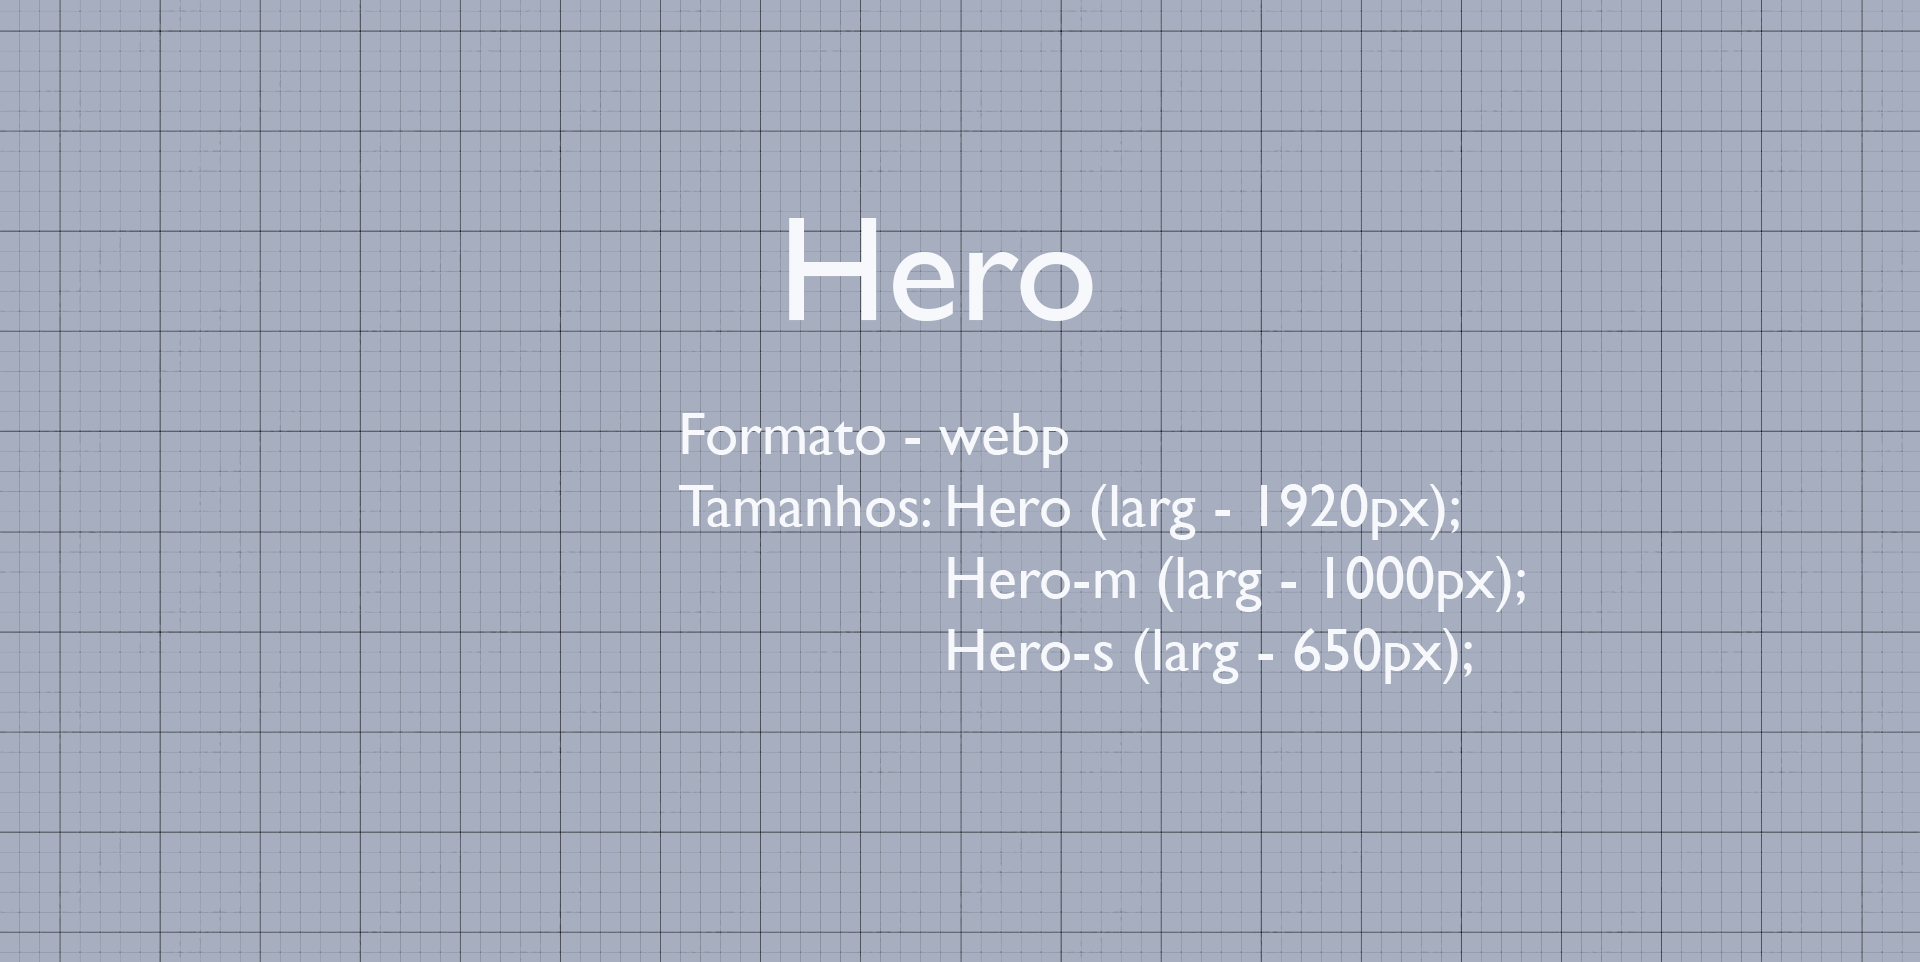 Hero
Formato - webp
Tamanhos: Hero (larg - 1920px);
Hero-m (larg - 1000px);
Hero-s (larg - 650px);